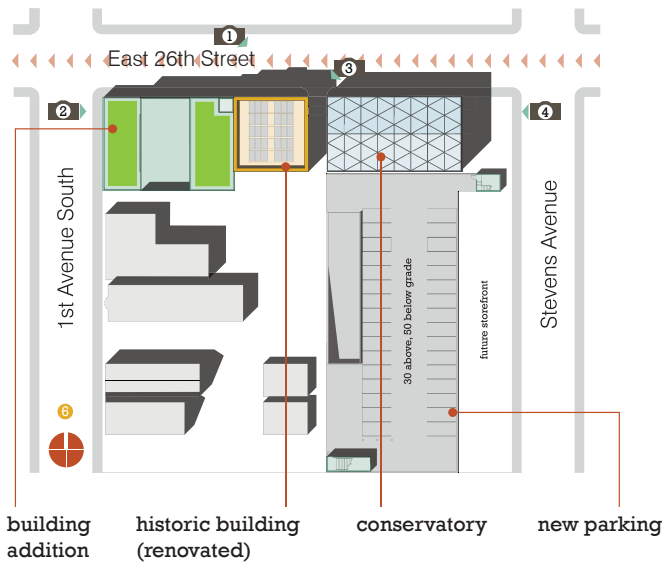 1
East 26th Street
3
2
4
1st Avenue South
Stevens Avenue
30 above, 50 below grade
future storefront
6
building
addition
historic building
(renovated)
conservatory
new parking